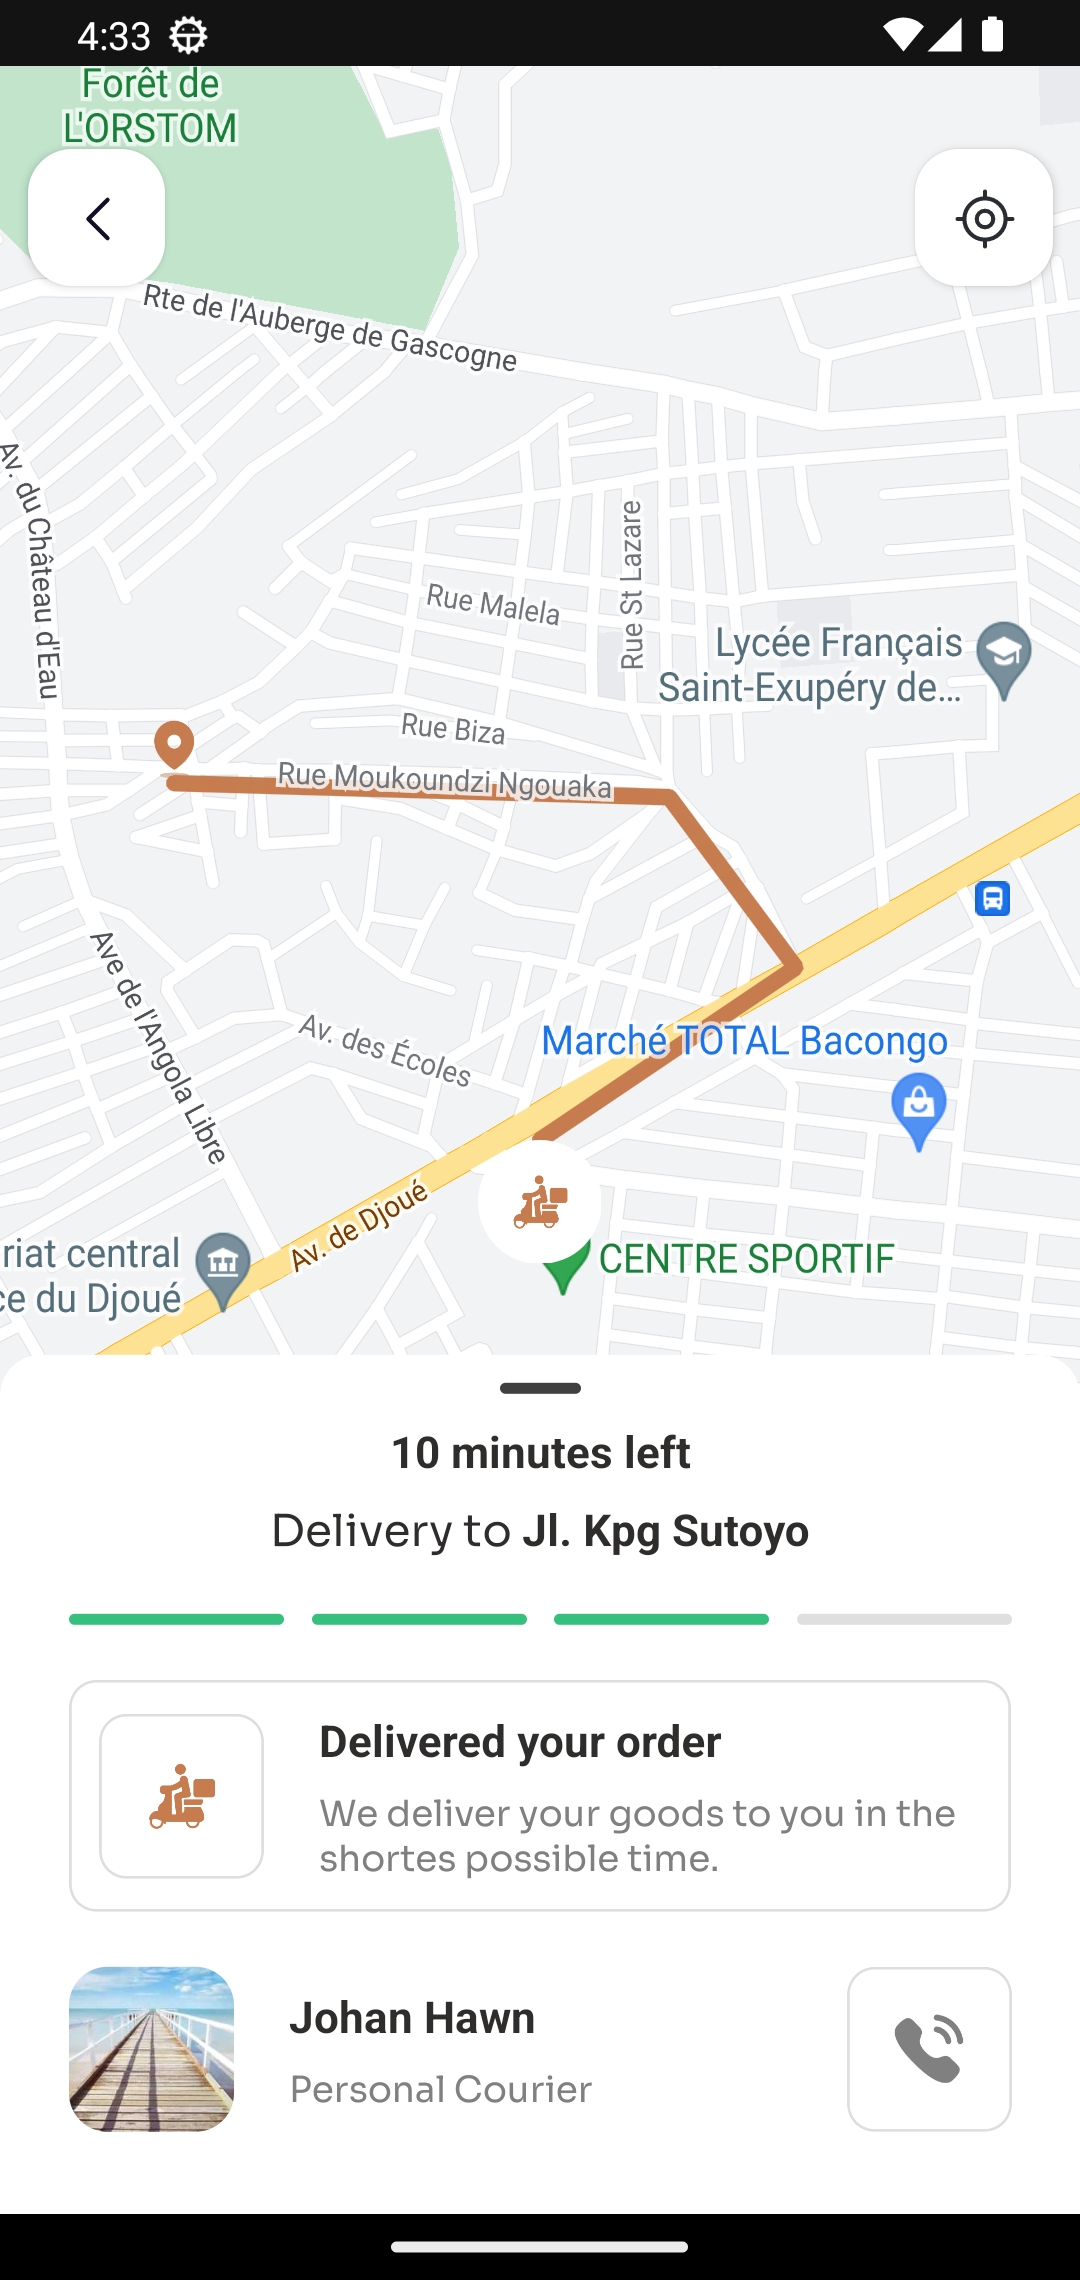 4:33
Forêt de
L'ORSTOM
Rte de l'Auberge de Gascogne
Av. du Château d'Eau
Rue St Lazare
Rue Malela
Lycée Français
Saint-Exupéry de...
Rue Biza
Rue Moukoundzi Ngouaka
Ave de l'Angola Libre
Av. des Écoles
Marché TOTAL Bacongo
Av. de Djoué
riat central
ce du Djoué
CENTRE SPORTIF
10 minutes left
Delivery to Jl. Kpg Sutoyo
Delivered your order
We deliver your goods to you in the
shortes possible time.
Johan Hawn
Personal Courier